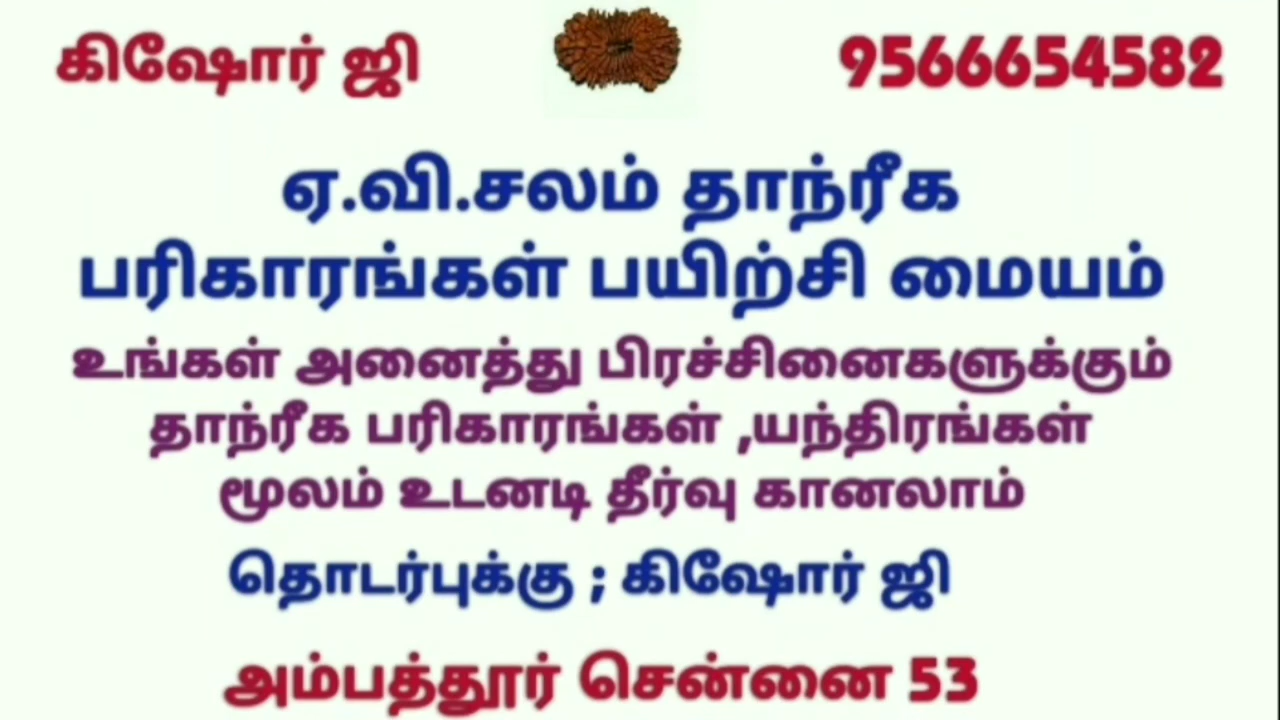 கிஷோர் ஜி 9566654582
ஏ.வி.சலம் தாந்ரீக
பரிகாரங்கள் பயிற்சி மையம்
உங்கள் அனைத்து பிரச்சினைகளுக்கும்
தாந்ரீக பரிகாரங்கள் ,யந்திரங்கள்
மூலம் உடனடி தீர்வு கானலாம்
தொடர்புக்கு ; கிஷோர் ஜி
அம்பத்தூர் சென்னை 53